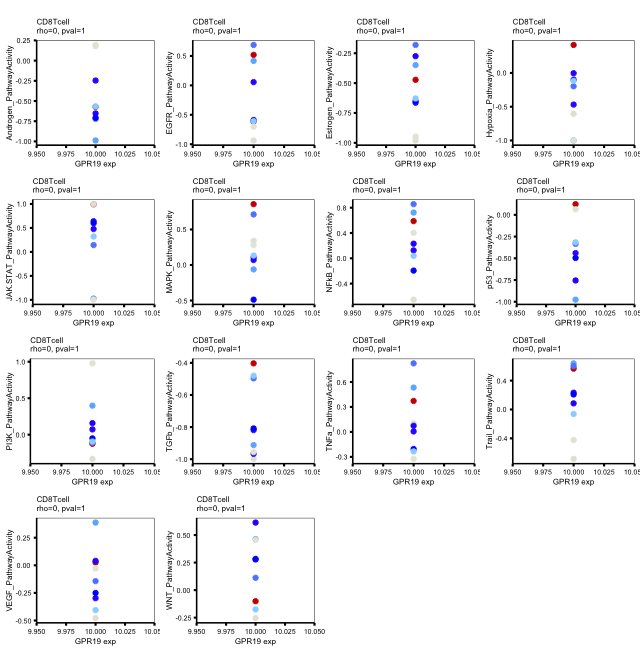 CD8Tcell
rho=0, pval=1
Androgen_PathwayActivity
0.25
0.00
-0.25
-0.50
-0.75
-1.00
9.950 9.975 10.000 10.025 10.05
GPR19 exp
CD8Tcell
rho=0, pval=1
EGFR_PathwayActivity
0.5
0.0
-0.5
-1.0
9.950 9.975 10.000 10.025 10.05
GPR19 exp
CD8Tcell
rho=0, pval=1
Estrogen_PathwayActivity
-0.25
-0.50
-0.75
-1.00
9.950 9.975 10.000 10.025 10.05
GPR19 exp
CD8Tcell
rho=0, pval=1
Hypoxia_PathwayActivity
0.0
-0.5
-1.0
9.950 9.975 10.000 10.025 10.05
GPR19 exp
CD8Tcell
rho=0, pval=1
JAK.STAT_PathwayActivity
1.0
0.5
0.0
-0.5
-1.0
9.950 9.975 10.000 10.025 10.05
GPR19 exp
CD8Tcell
rho=0, pval=1
MAPK_PathwayActivity
0.5
0.0
-0.5
9.950 9.975 10.000 10.025 10.05
GPR19 exp
CD8Tcell
rho=0, pval=1
NFkB_PathwayActivity
0.8
0.4
0.0
-0.4
9.950 9.975 10.000 10.025 10.05
GPR19 exp
CD8Tcell
rho=0, pval=1
p53_PathwayActivity
0.00
-0.25
-0.50
-0.75
-1.00
9.950 9.975 10.000 10.025 10.05
GPR19 exp
CD8Tcell
rho=0, pval=1
PI3K_PathwayActivity
1.0
0.5
0.0
9.950 9.975 10.000 10.025 10.05
GPR19 exp
CD8Tcell
rho=0, pval=1
TGFb_PathwayActivity
-0.4
-0.6
-0.8
-1.0
9.950 9.975 10.000 10.025 10.05
GPR19 exp
CD8Tcell
rho=0, pval=1
TNFa_PathwayActivity
0.6
0.3
0.0
-0.3
9.950 9.975 10.000 10.025 10.05
GPR19 exp
CD8Tcell
rho=0, pval=1
Trail_PathwayActivity
0.4
0.0
-0.4
9.950 9.975 10.000 10.025 10.05
GPR19 exp
CD8Tcell
rho=0, pval=1
VEGF_PathwayActivity
0.25
0.00
-0.25
-0.50
9.950 9.975 10.000 10.025 10.05
GPR19 exp
CD8Tcell
rho=0, pval=1
WNT_PathwayActivity
0.50
0.25
0.00
-0.25
9.950 9.975 10.000 10.025 10.050
GPR19 exp